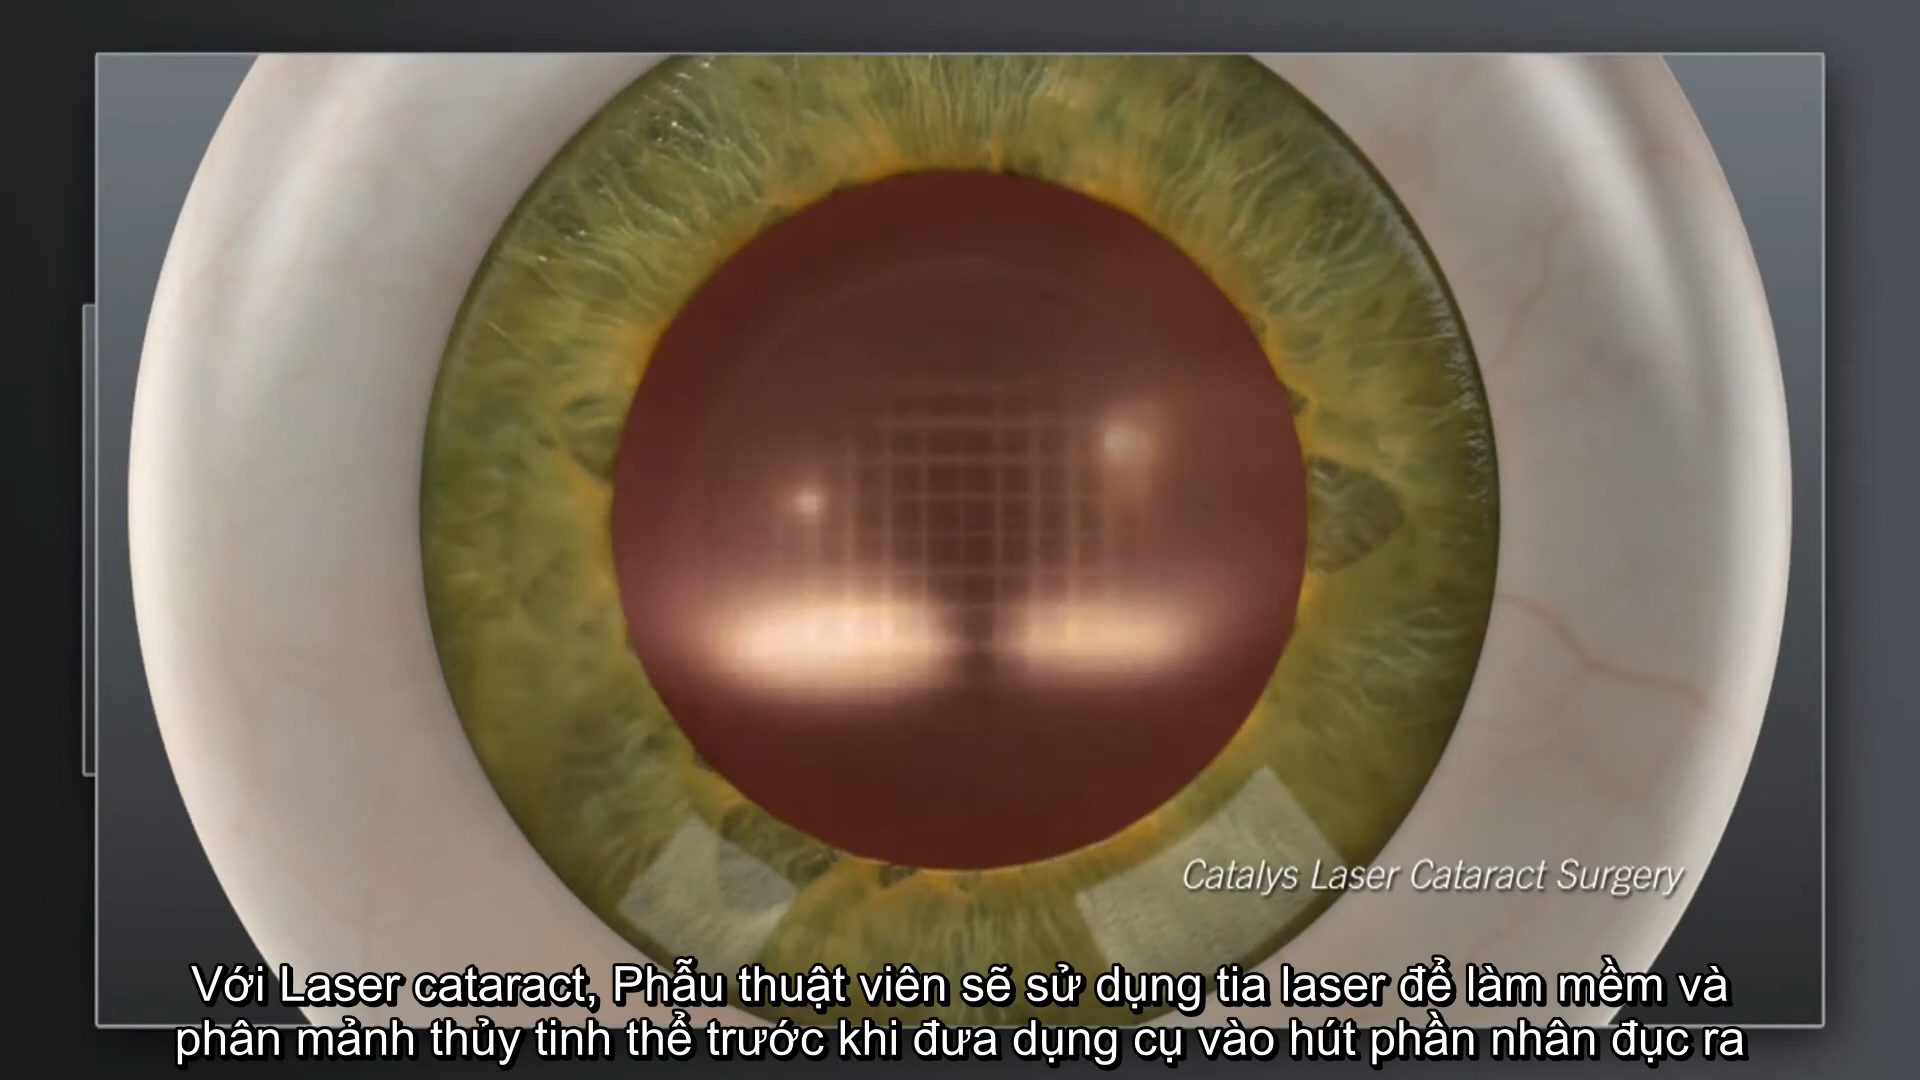 Catalys Laser Cataract Surgery
Với Laser cataract, Phẫu thuật viên sẽ sử dụng tia laser để làm mềm và
phân mảnh thủy tinh thể trước khi đưa dụng cụ vào hút phần nhân đục ra